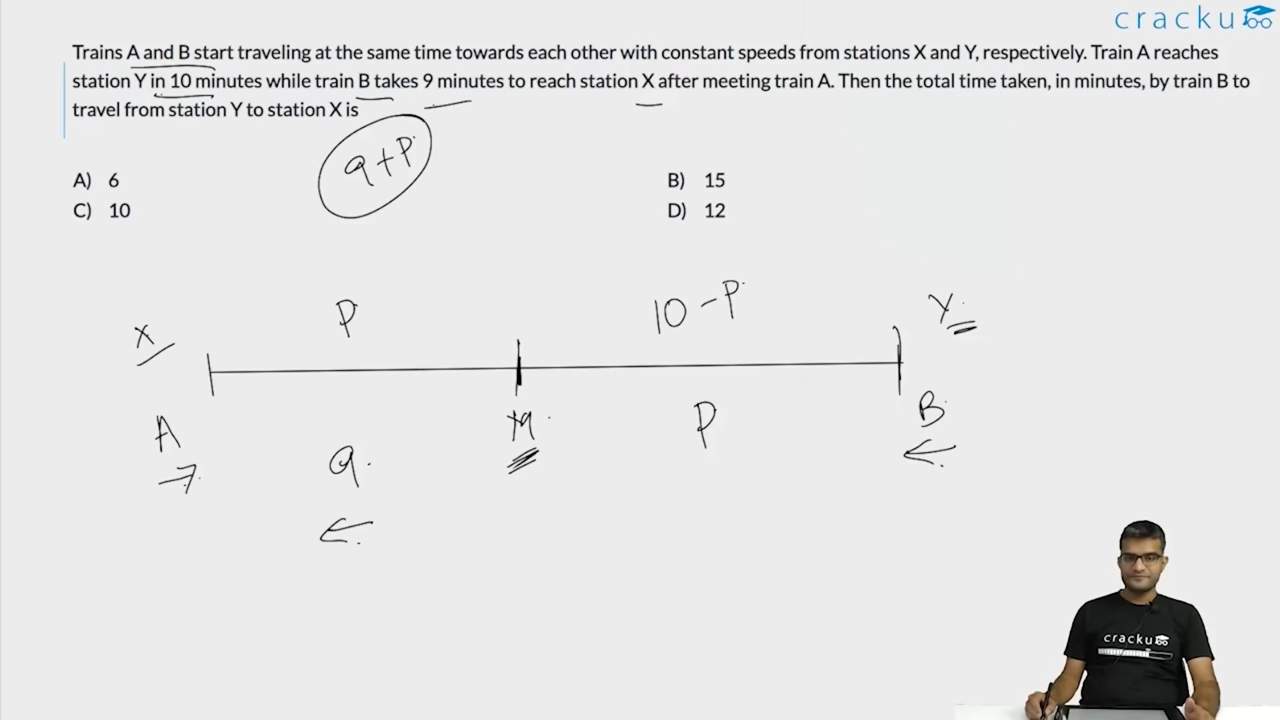 cracku
Trains A and B start traveling at the same time towards each other with constant speeds from stations X and Y, respectively. Train A reaches
station Y in 10 minutes while train B takes 9 minutes to reach station X after meeting train A. Then the total time taken, in minutes, by train B to
travel from station Y to station X is
9+P
A) 6
B) 15
C) 10
D) 12
X
P
10-P
Y
A
M
P
B
9
cracku